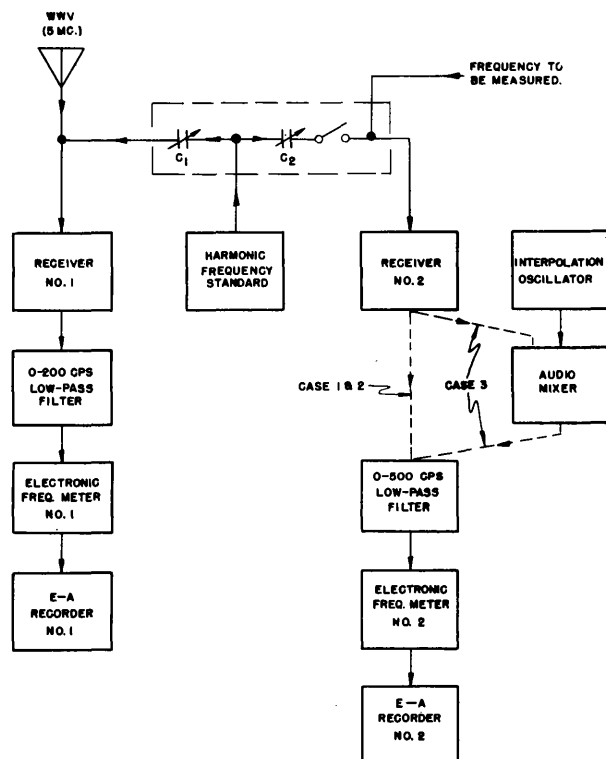 WWV
(5 MC.)
FREQUENCY TO
BE MEASURED.
C1
C2
RECEIVER
NO. 1
HARMONIC
FREQUENCY
STANDARD
RECEIVER
NO. 2
INTERPOLATION
OSCILLATOR
0-200 CPS
LOW-PASS
FILTER
CASE 1 & 2
CASE 3
AUDIO
MIXER
ELECTRONIC
FREQ. METER
NO. 1
0-500 CPS
LOW-PASS
FILTER
E-A
RECORDER
NO. 1
ELECTRONIC
FREQ. METER
NO. 2
E-A
RECORDER
NO. 2